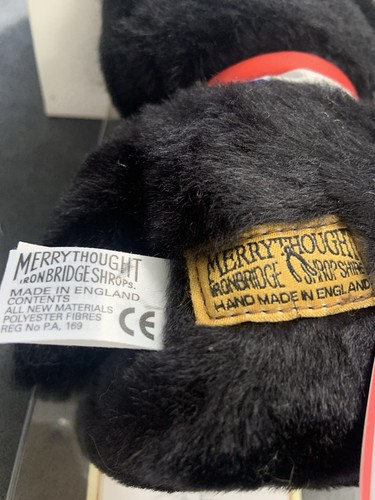 MERRYTHOUGHT
IRONBRIDGE SHROPS.
MADE IN ENGLAND
CONTENTS
ALL NEW MATERIALS
POLYESTER FIBRES
REG No P.A. 169
CE
MERRYTHOUGHT
IRONBRIDGE SHROPSHIRE
HAND MADE IN ENGLAND